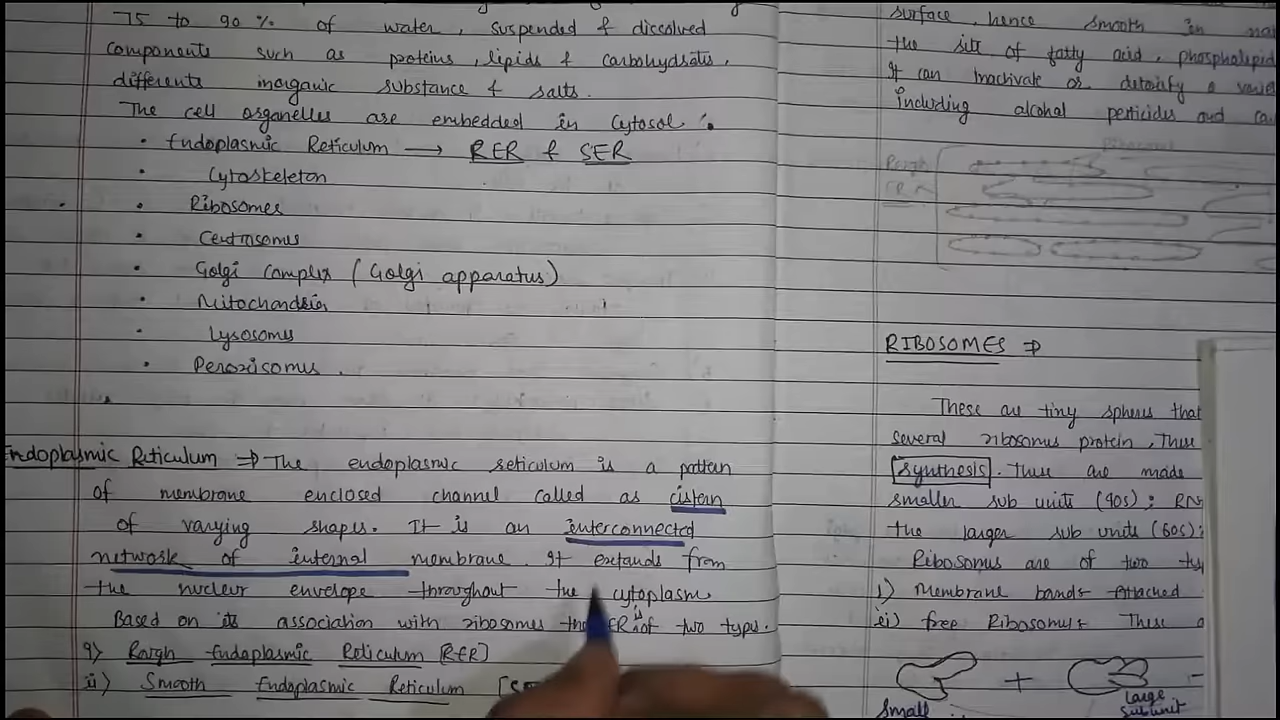 75 to 90 % of water, suspended & dissolved
components such as proteins, lipids & carbohydrates,
differents inorganic substance & salts.
The cell organelles are embedded in Cytosol :
• Endoplasmic Reticulum → RER & SER
• Cytoskeleton
• Ribosomes
• Centrosomes
• Golgi complex (Golgi apparatus)
• Mitochondria
• Lysosomes
• Peroxisomes.
Endoplasmic Reticulum ⇒ The endoplasmic reticulum is a pattern
of membrane enclosed channel called as cistern
of varying shapes. It is an interconnected
network of internal membrane. It extands from
the nuclear envelope throughout the cytoplasm
Based on its association with ribosomes the ER is of two types.
i) Rough Endoplasmic Reticulum [RER]
ii) Smooth Endoplasmic Reticulum
surface, hence smooth in
the site of fatty acid, phospholipid
It can inactivate or detoxify a
including alcohal pesticides and
Rough
ER
RIBOSOMES ⇒
These are tiny spheres that
several ribosomes protein, These
synthesis. These are made
smaller sub units (40s);
the larger sub units (60s);
Ribosomes are of two
i) Membrane bands attached
ii) free Ribosomes These
+
Small
Large
Subunit